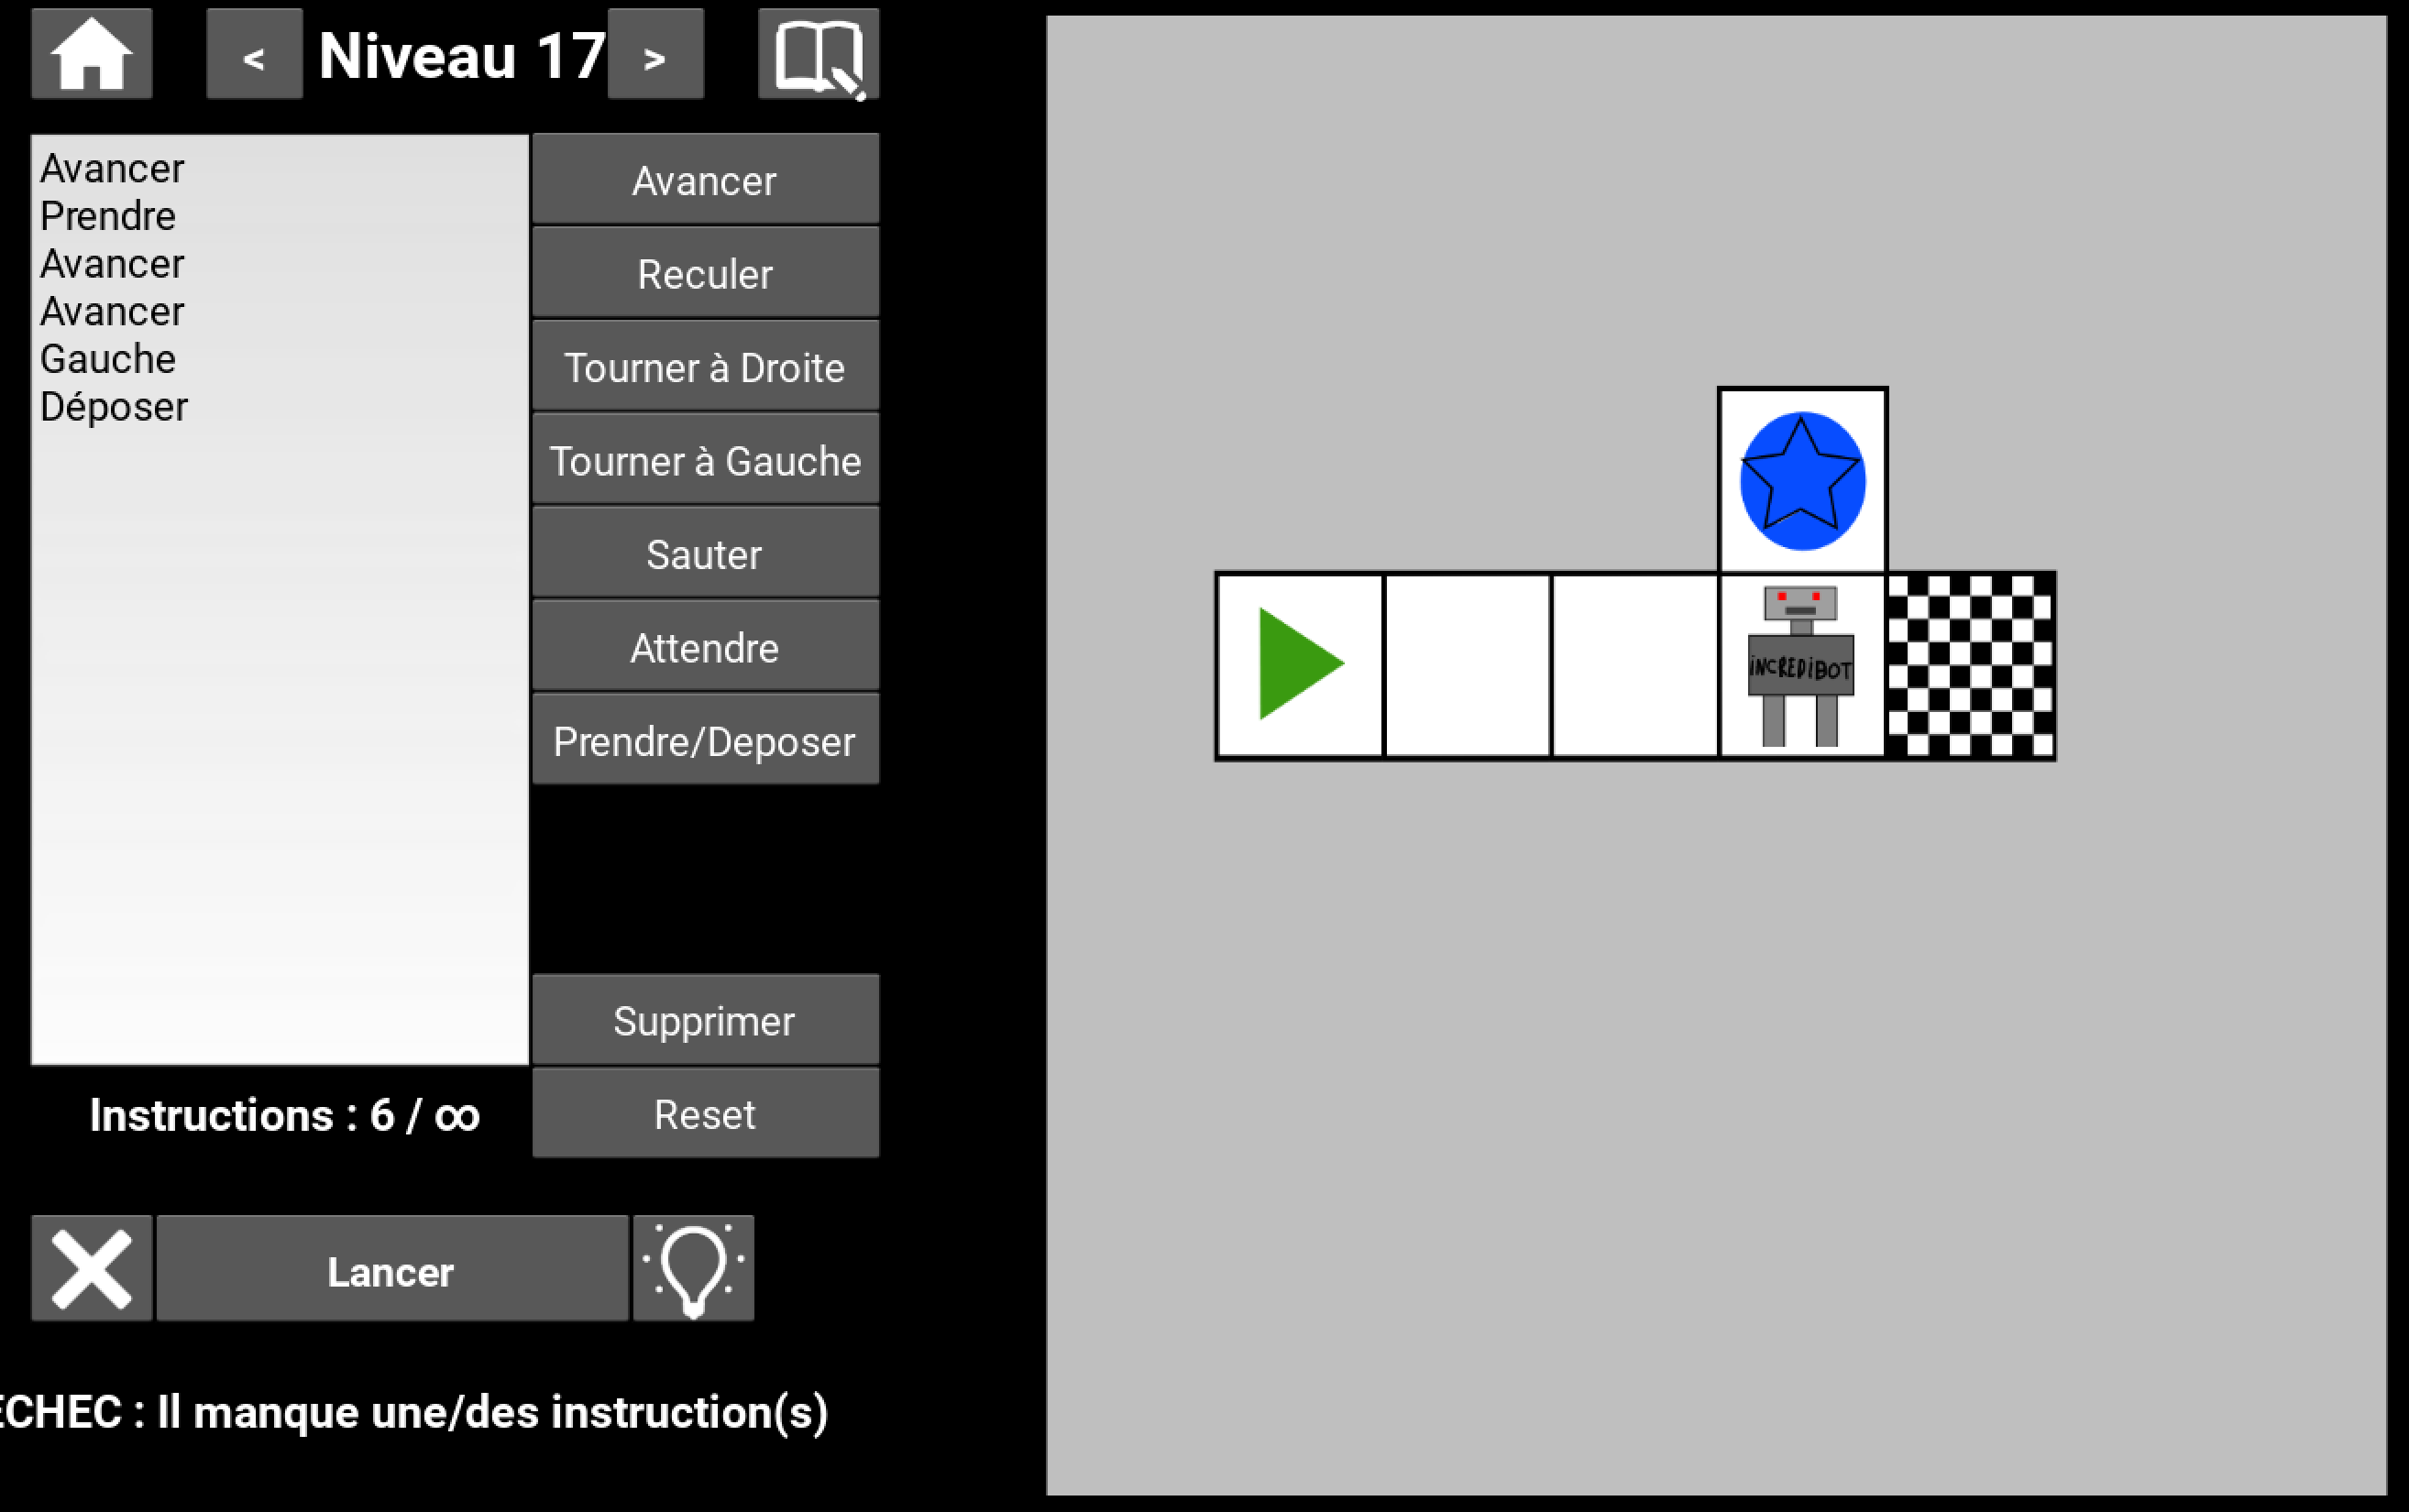 < Niveau 17 >
Avancer
Prendre
Avancer
Avancer
Gauche
Déposer
Avancer
Reculer
Tourner à Droite
Tourner à Gauche
Sauter
Attendre
Prendre/Deposer
Supprimer
Reset
Instructions : 6 / ∞
Lancer
ECHEC : Il manque une/des instruction(s)
iNCREDiBOT